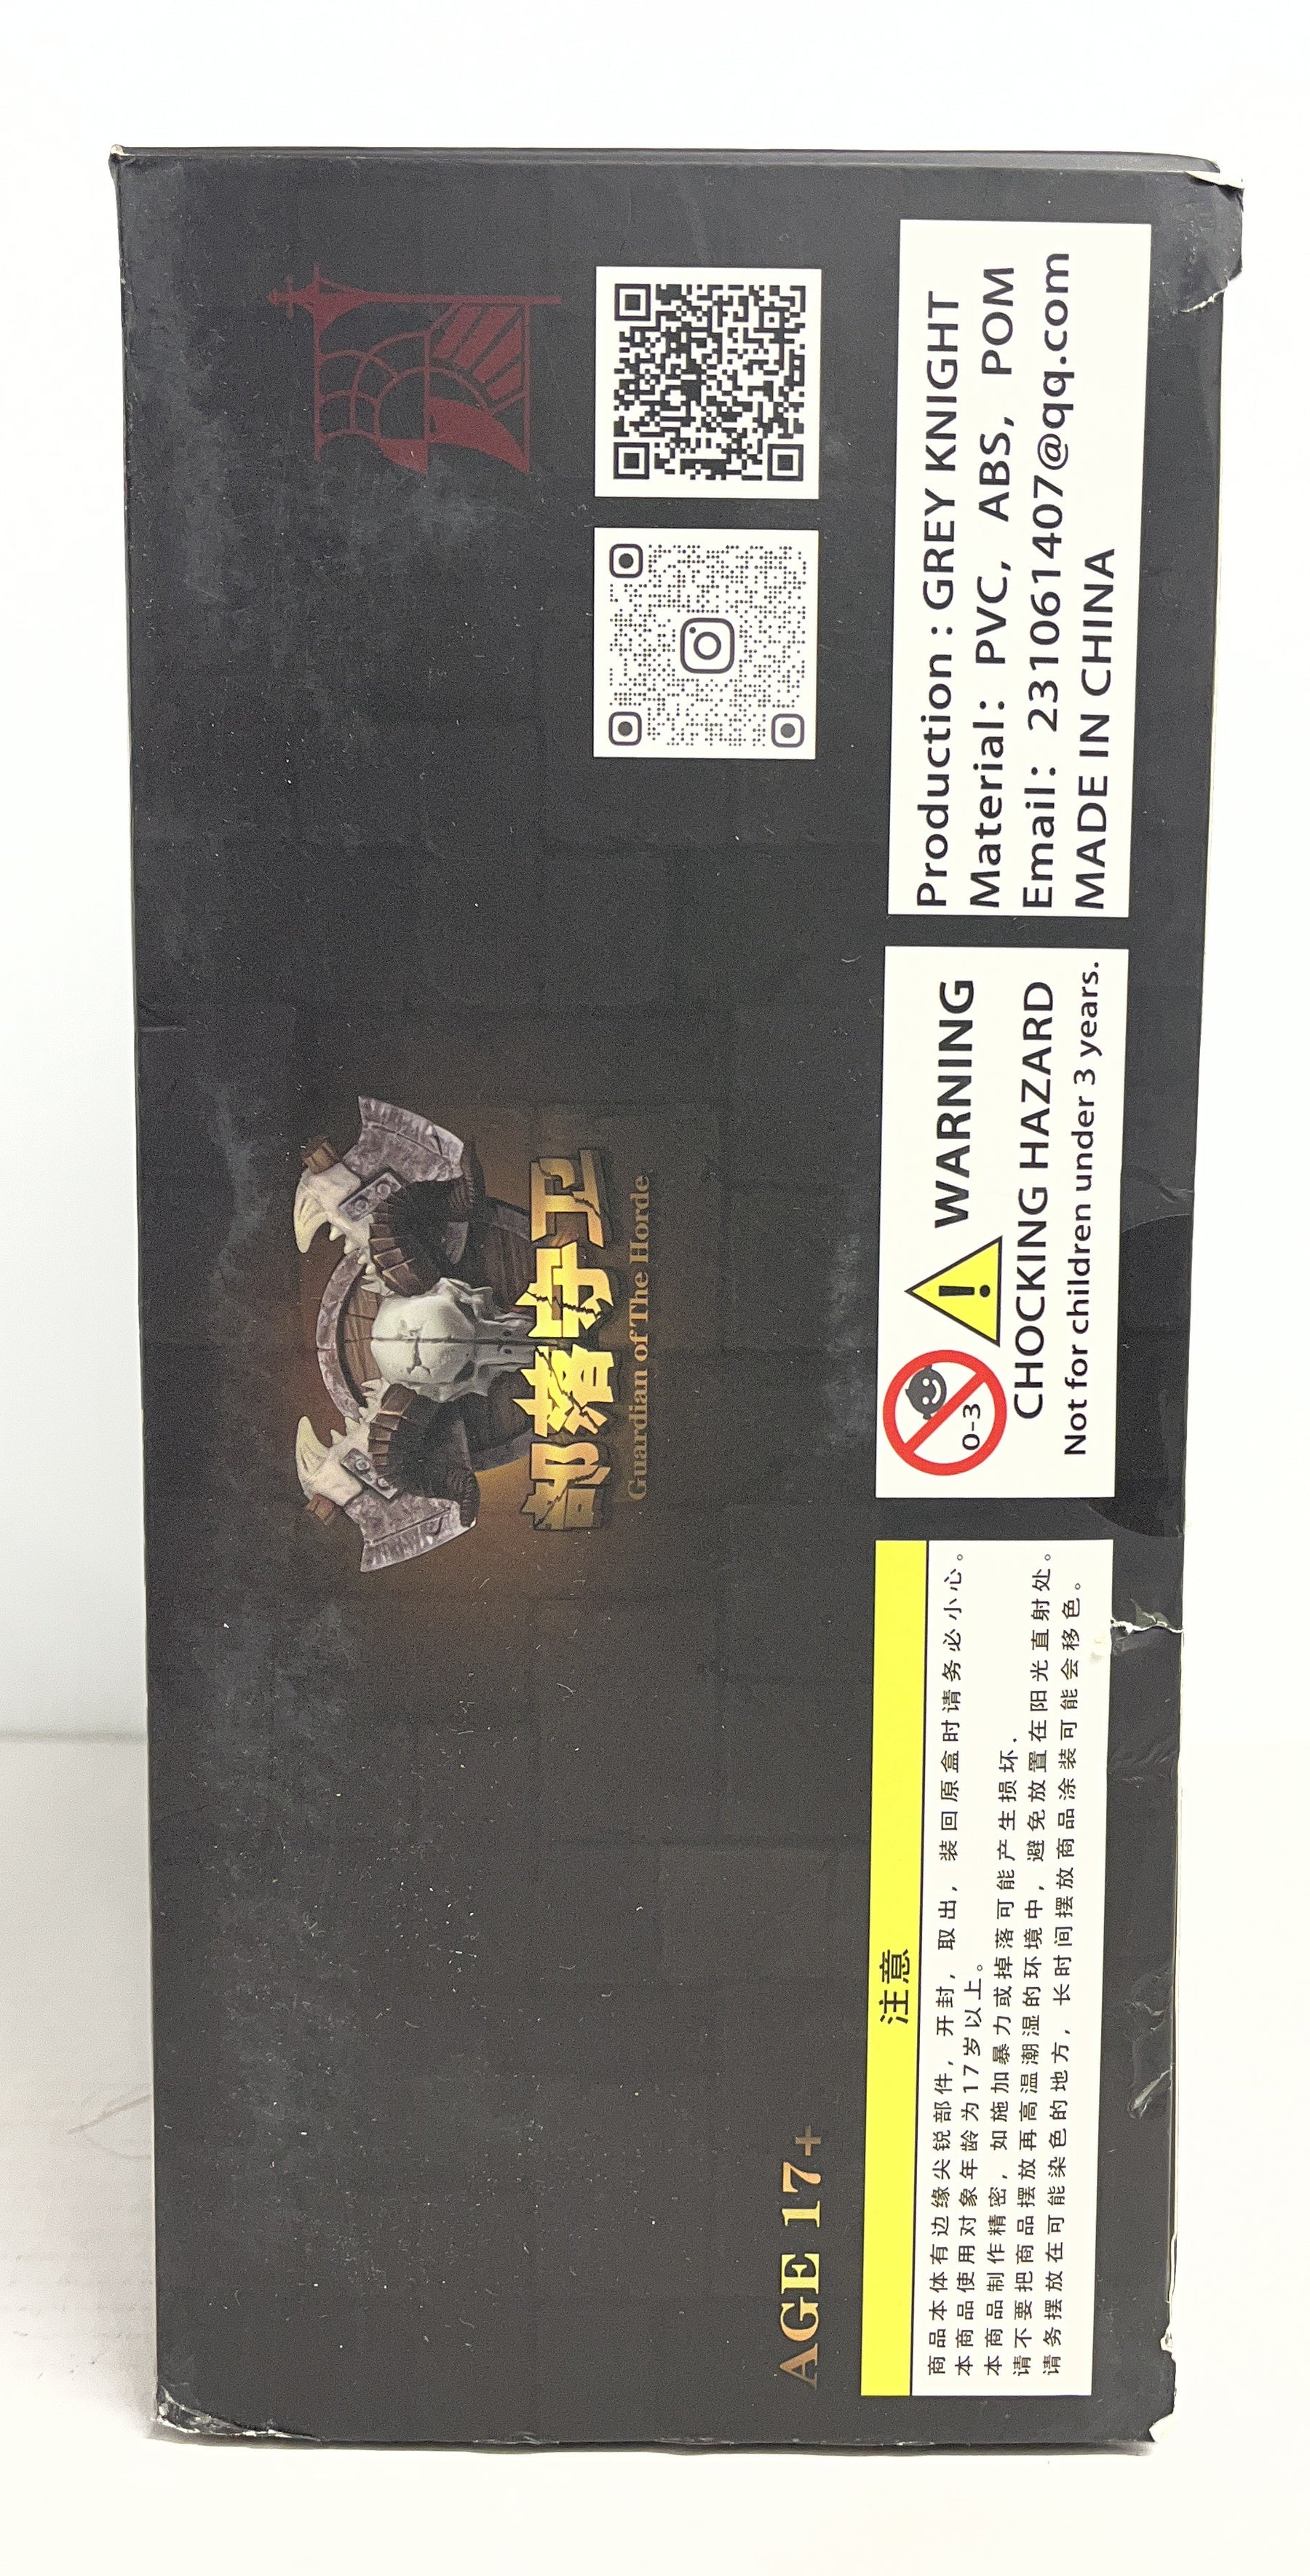 部落守卫
Guardian of The Horde
AGE 17+
注意
商品本体有边缘尖锐部件，开封，取出，装回原盒时请务必小心。
本商品使用对象年龄为17岁以上。
本商品制作精密，如施加暴力或掉落可能产生损坏.
请不要把商品摆放再高温潮湿的环境中，避免放置在阳光直射处。
请务摆放在可能染色的地方，长时间摆放商品涂装可能会移色。
0-3
WARNING
CHOCKING HAZARD
Not for children under 3 years.
Production : GREY KNIGHT
Material: PVC, ABS, POM
Email: 231061407@qq.com
MADE IN CHINA